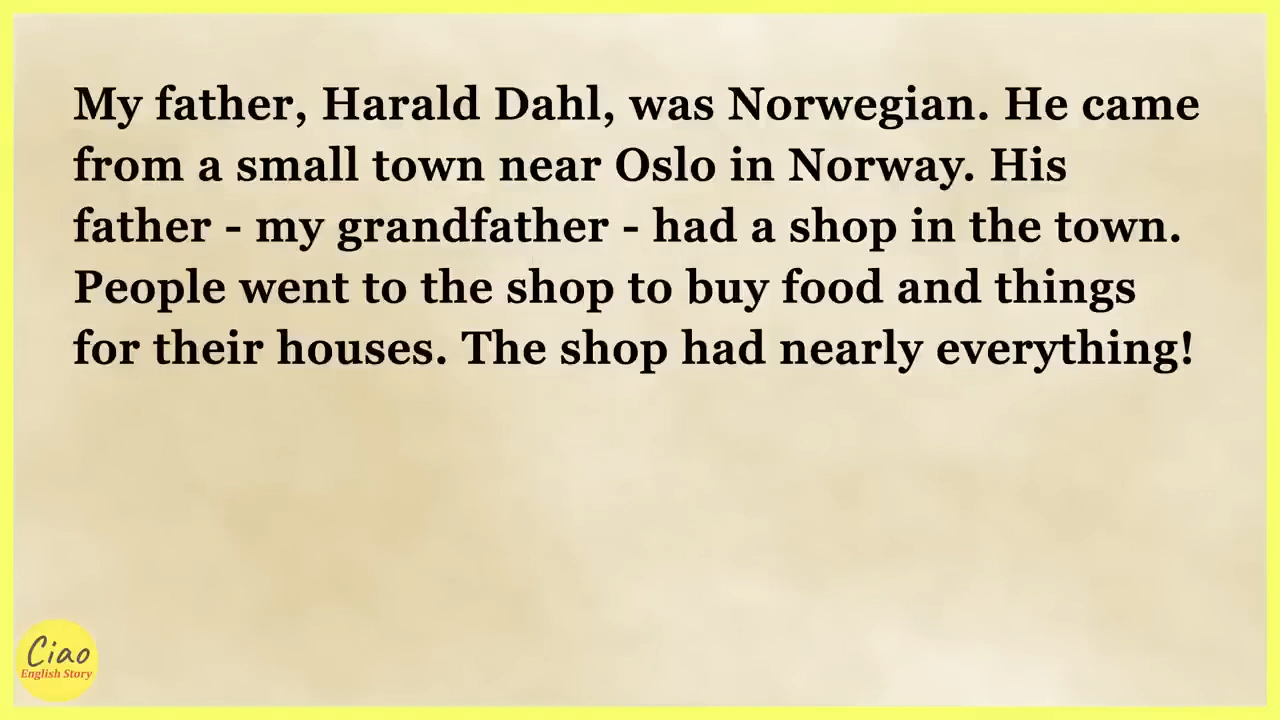 My father, Harald Dahl, was Norwegian. He came
from a small town near Oslo in Norway. His
father - my grandfather - had a shop in the town.
People went to the shop to buy food and things
for their houses. The shop had nearly everything!
Ciao
English Story